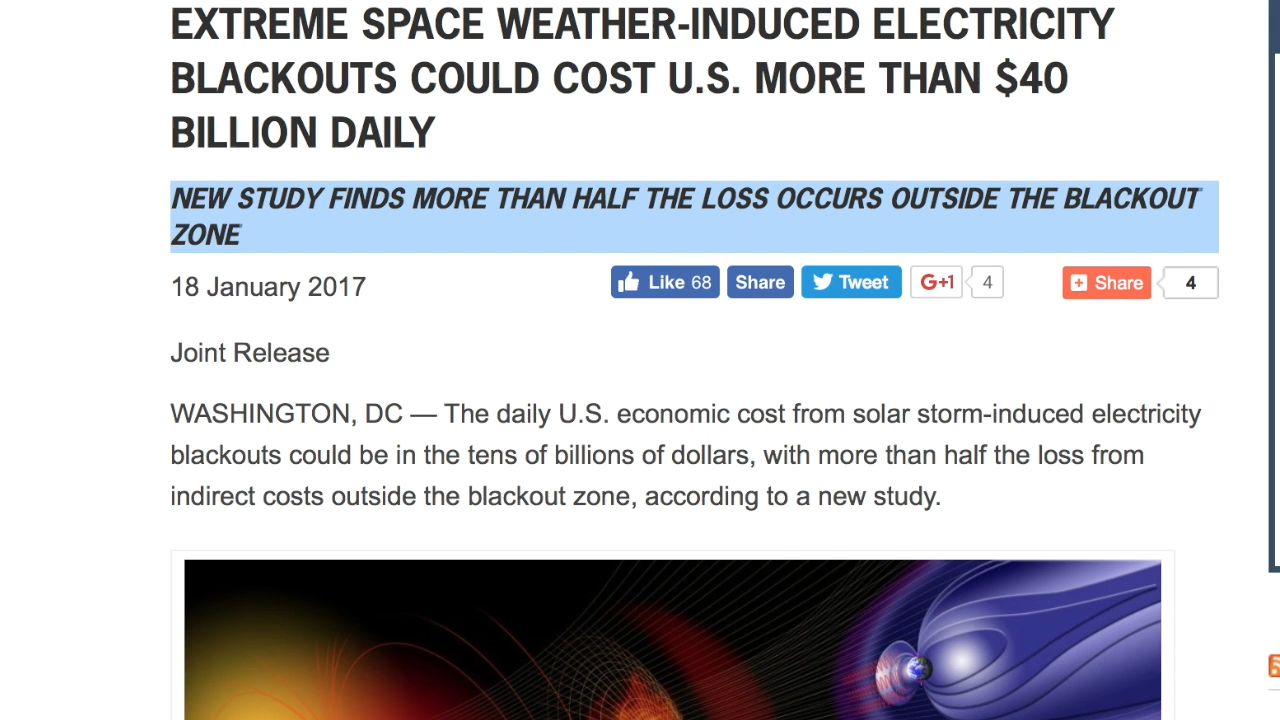 EXTREME SPACE WEATHER-INDUCED ELECTRICITY
BLACKOUTS COULD COST U.S. MORE THAN $40
BILLION DAILY
NEW STUDY FINDS MORE THAN HALF THE LOSS OCCURS OUTSIDE THE BLACKOUT
ZONE
18 January 2017
Like 68
Share
Tweet
G+1
4
Share
4
Joint Release
WASHINGTON, DC — The daily U.S. economic cost from solar storm-induced electricity
blackouts could be in the tens of billions of dollars, with more than half the loss from
indirect costs outside the blackout zone, according to a new study.